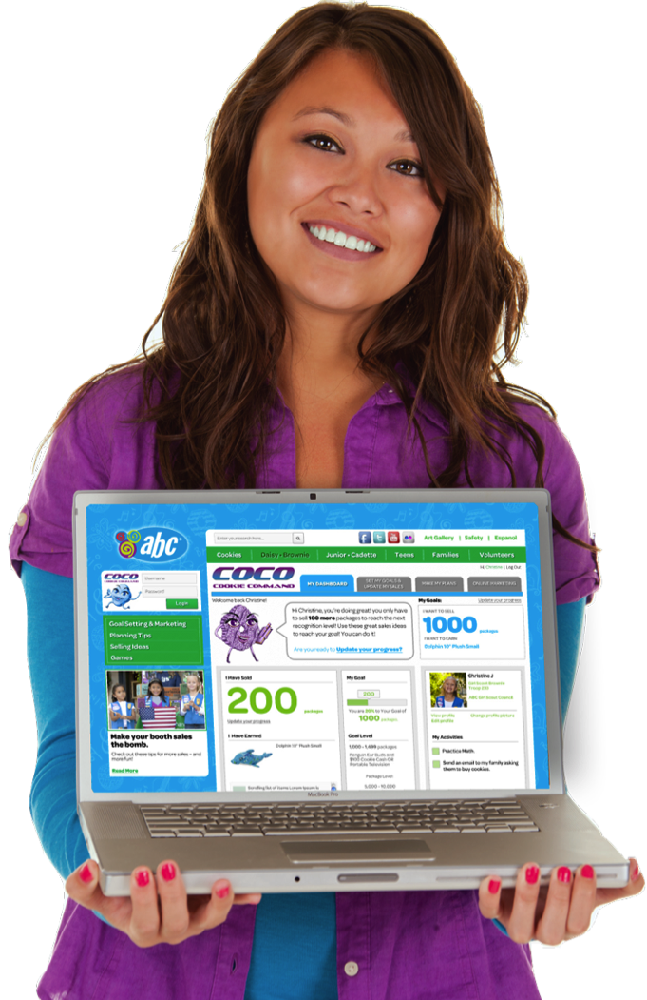 abc
Enter your search here...
Art Gallery | Safety | Espanol
Cookies
Daisy • Brownie
Junior • Cadette
Teens
Families
Volunteers
Hi, Christine | Log Out
COCO
COOKIE COMMAND
Username
Password
Login
COCO
COOKIE COMMAND
MY DASHBOARD
SET MY GOALS &
UPDATE MY SALES
MAKE MY PLANS
ONLINE MARKETING
Goal Setting & Marketing
Planning Tips
Selling Ideas
Games
Make your booth sales
the bomb.
Check out these tips for more sales – and
more fun!
Read More
Welcome back Christine!
Hi Christine, you're doing great! you only have
to sell 100 more packages to reach the next
recognition level! Use these great sales ideas
to reach your goal! You can do it!
Are you ready to Update your progress?
My Goals:
Update your progress
I WANT TO SELL
1000 packages
I WANT TO EARN
Dolphin 10" Plush Small
I Have Sold
200 packages
Update your progress
I Have Earned
Dolphin 10" Plush Small
Scrolling list of items Lorem Ipsum is
My Goal
200
You are 20% to Your Goal of
1000 packages
Goal Level
1,000 - 1,499 packages
Penguin Ear Buds and
$100 Cookie Cash OR
Portable Television
Package Level
5,000 - 10,000
Christine J
Girl Scout Brownie
ABC Girl Scout Council
View profile
Edit profile
Change profile picture
My Activities
Practice Math.
Send an email to my family asking
them to buy cookies.
MacBook Pro